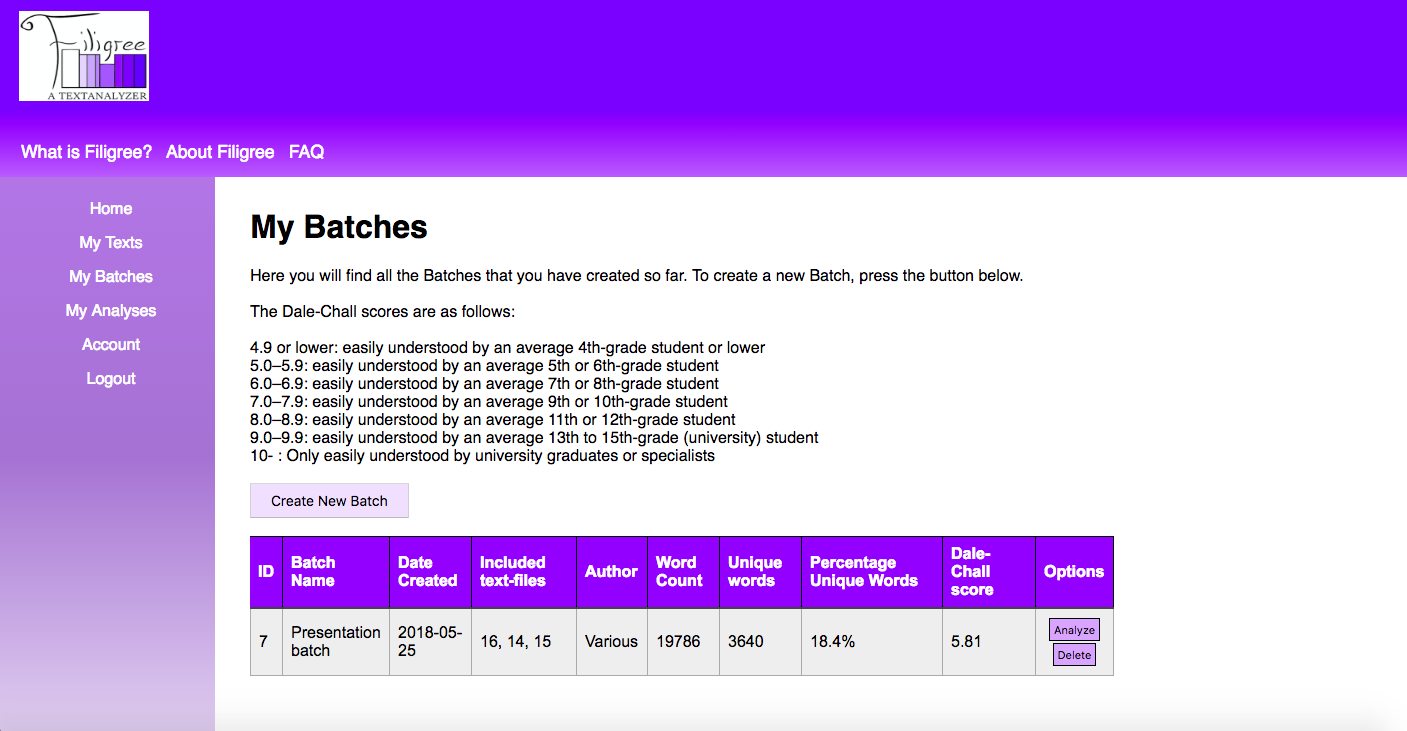 Filigree
A TEXTANALYZER
What is Filigree? About Filigree FAQ
Home
My Texts
My Batches
My Analyses
Account
Logout
My Batches
Here you will find all the Batches that you have created so far. To create a new Batch, press the button below.
The Dale-Chall scores are as follows:
4.9 or lower: easily understood by an average 4th-grade student or lower
5.0–5.9: easily understood by an average 5th or 6th-grade student
6.0–6.9: easily understood by an average 7th or 8th-grade student
7.0–7.9: easily understood by an average 9th or 10th-grade student
8.0–8.9: easily understood by an average 11th or 12th-grade student
9.0–9.9: easily understood by an average 13th to 15th-grade (university) student
10- : Only easily understood by university graduates or specialists
Create New Batch
ID Batch Name Date Created Included text-files Author Word Count Unique words Percentage Unique Words Dale-Chall score Options
7 Presentation batch 2018-05-25 16, 14, 15 Various 19786 3640 18.4% 5.81 Analyze
Delete